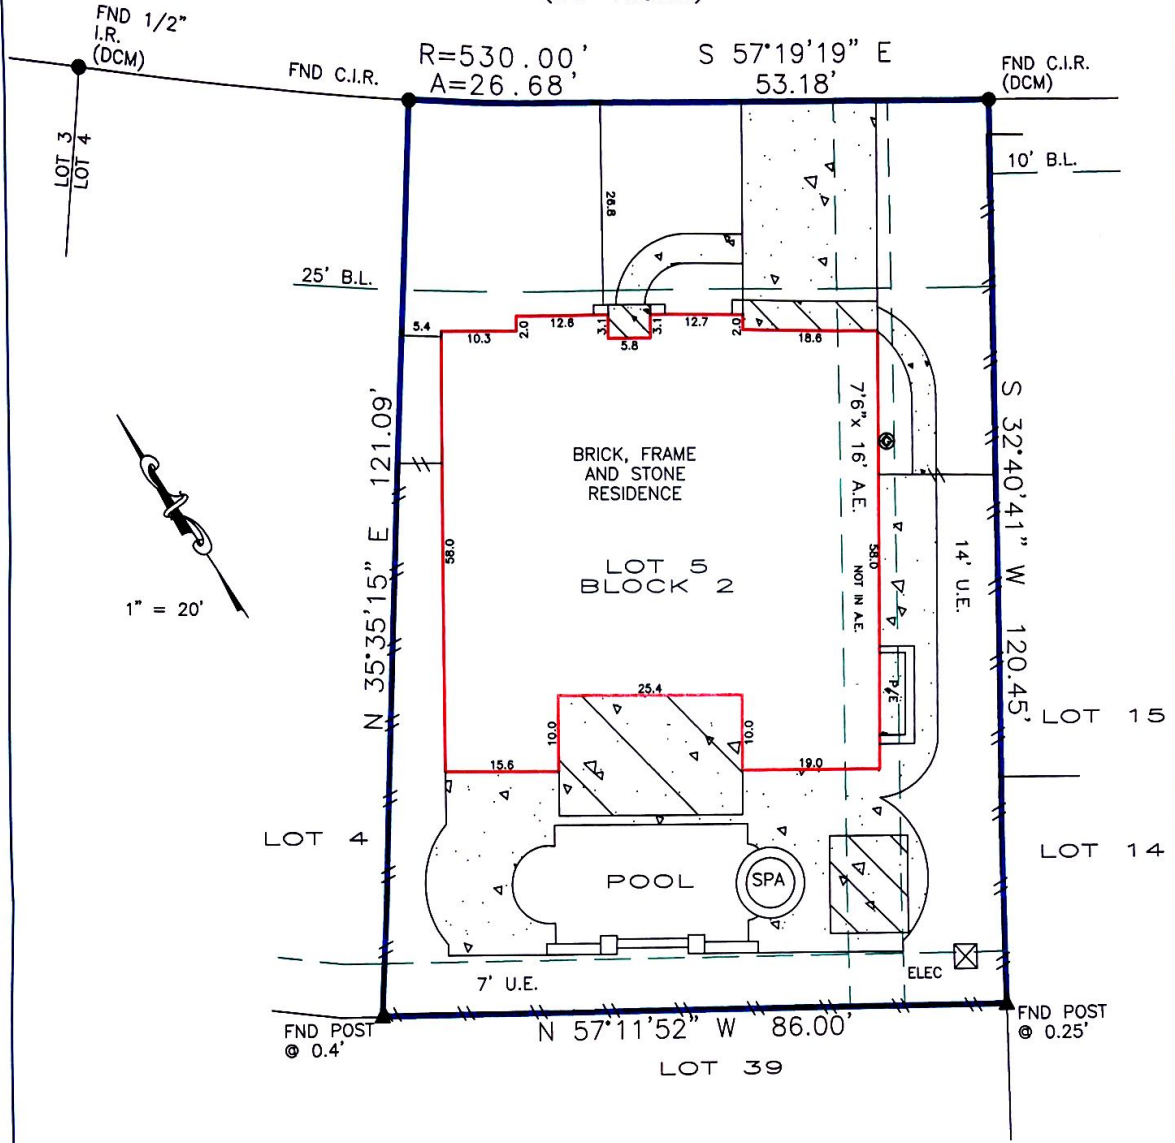 FND 1/2"
I.R.
(DCM)
FND C.I.R.
R=530.00'
A=26.68'
S 57°19'19" E
53.18'
FND C.I.R.
(DCM)
LOT 3
LOT 4
10' B.L.
26.8
25' B.L.
5.4
10.3
2.0
12.6
3.1
5.8
3.1
12.7
2.0
18.6
N 35°35'15" E 121.09'
S 32°40'41" W 120.45'
7'6"x 16' A.E.
NOT IN A.E.
BRICK, FRAME
AND STONE
RESIDENCE
58.0
58.0
LOT 5
BLOCK 2
14' U.E.
1" = 20'
P/E
25.4
10.0
10.0
15.6
19.0
LOT 15
LOT 4
LOT 14
POOL
SPA
ELEC
7' U.E.
FND POST
@ 0.4'
N 57°11'52" W 86.00'
FND POST
@ 0.25'
LOT 39